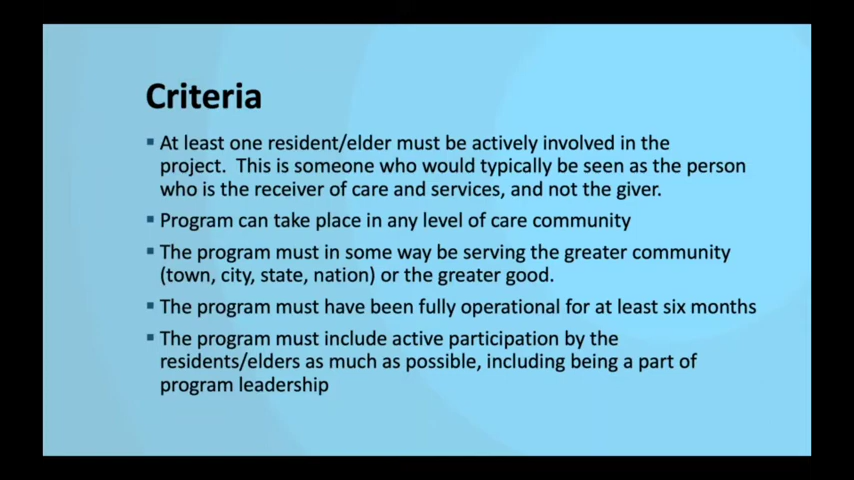 Criteria
▪ At least one resident/elder must be actively involved in the
project.  This is someone who would typically be seen as the person
who is the receiver of care and services, and not the giver.
▪ Program can take place in any level of care community
▪ The program must in some way be serving the greater community
(town, city, state, nation) or the greater good.
▪ The program must have been fully operational for at least six months
▪ The program must include active participation by the
residents/elders as much as possible, including being a part of
program leadership